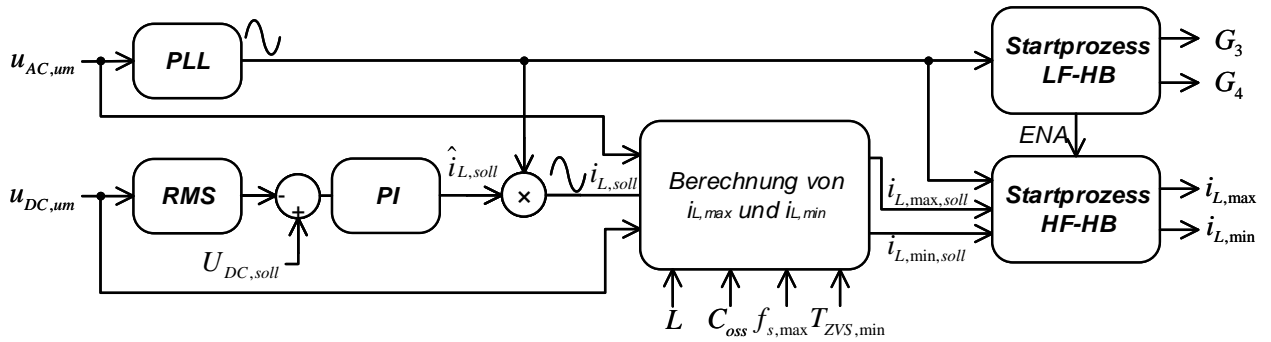 u_{AC,um}
PLL
Startprozess
LF-HB
G_3
G_4
ENA
u_{DC,um}
RMS
-
+
U_{DC,soll}
PI
î_{L,soll}
×
i_{L,soll}
Berechnung von
i_{L,max} und i_{L,min}
L
C_{oss}
f_{s,max}
T_{ZVS,min}
i_{L,max,soll}
i_{L,min,soll}
Startprozess
HF-HB
i_{L,max}
i_{L,min}